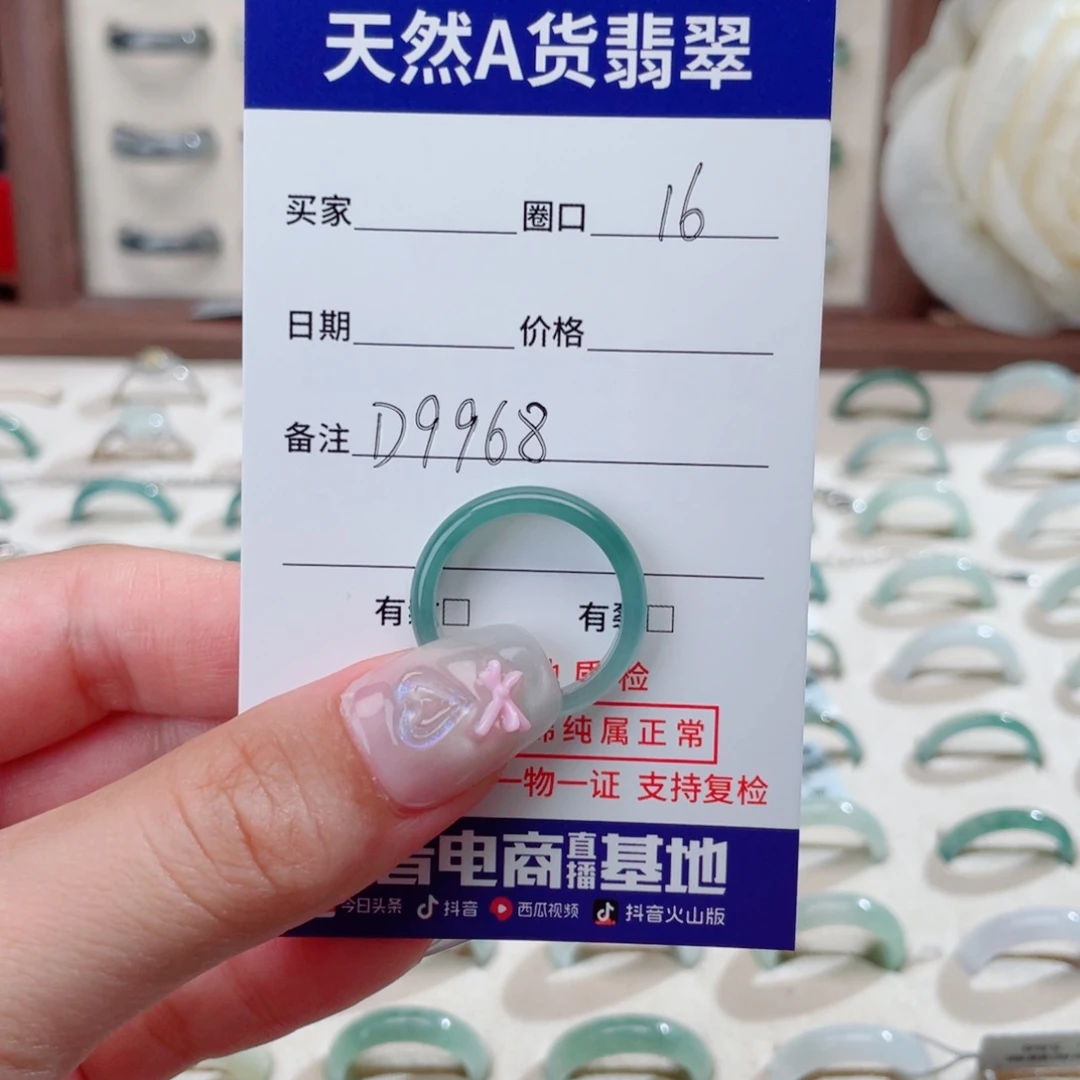 天然A货翡翠
买家 圈口 16
日期 价格
备注 D9968
有 有
检
纯属正常
一物一证 支持复检
电商直播基地
今日头条 抖音 西瓜视频 抖音火山版